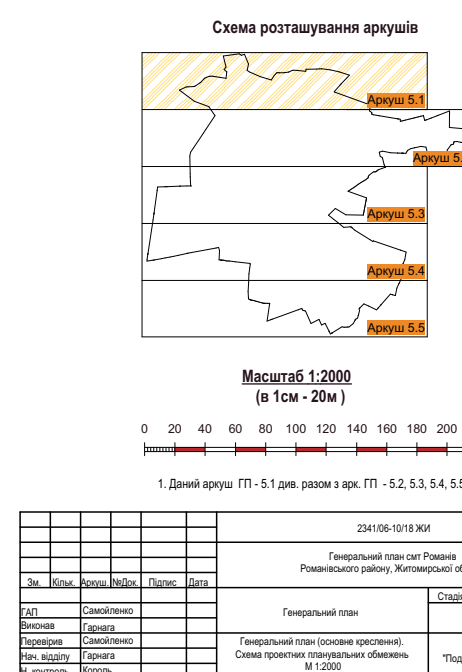 Схема розташування аркушів
Аркуш 5.1
Аркуш 5.
Аркуш 5.3
Аркуш 5.4
Аркуш 5.5
Масштаб 1:2000
(в 1см - 20м )
0 20 40 60 80 100 120 140 160 180 200
1. Даний аркуш ГП - 5.1 див. разом з арк. ГП - 5.2, 5.3, 5.4, 5.5
2341/06-10/18 ЖИ
Генеральний план смт Романів
Романівського району, Житомирської об
Зм. Кільк. Аркуш. №Док. Підпис Дата
Стадія
ГАП Самойленко
Генеральний план
Виконав Гарнага
Перевірив Самойленко
Генеральний план (основне креслення).
Нач. відділу Гарнага
Схема проектних планувальних обмежень
"Под
Н. контроль Король
М 1:2000